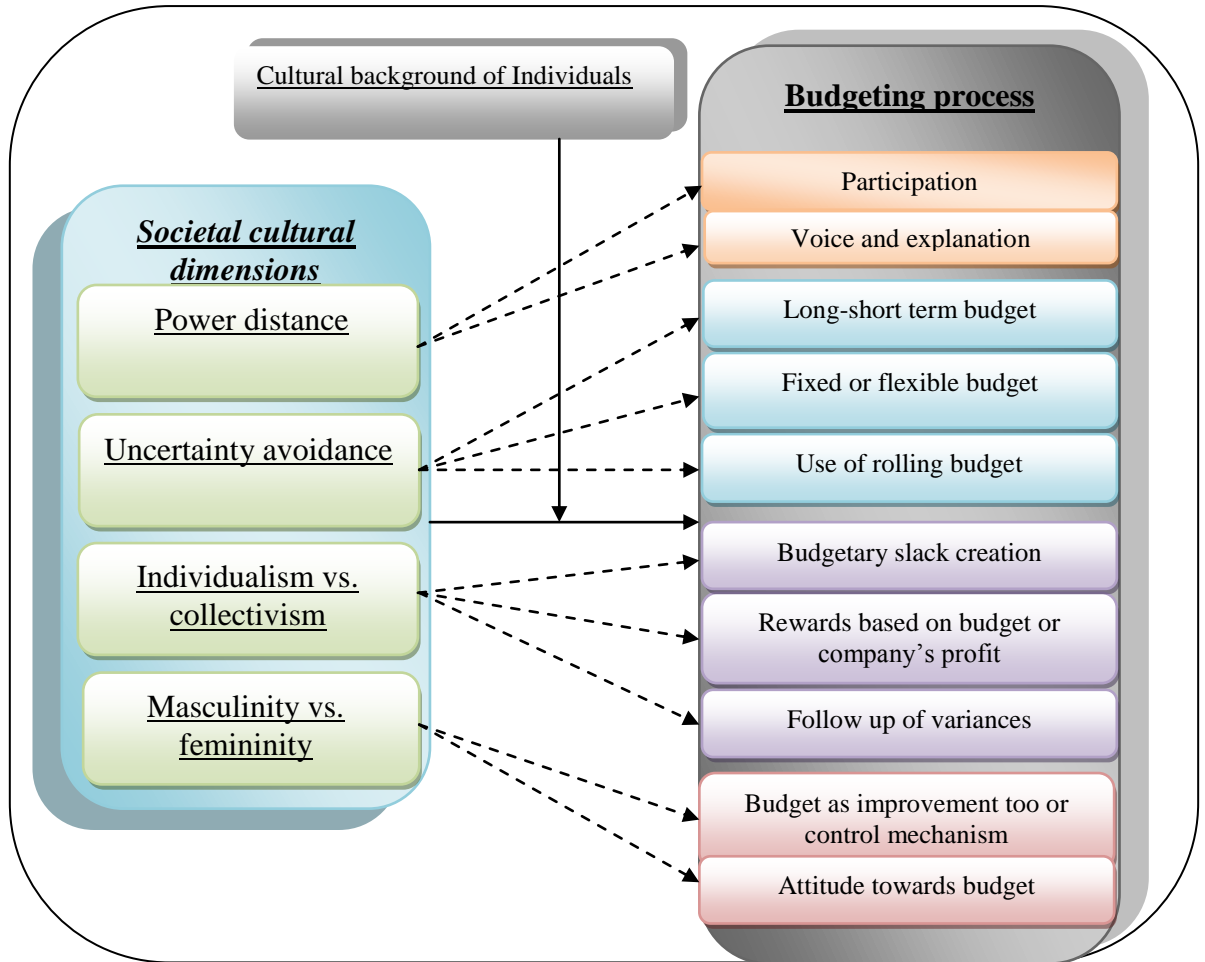 Cultural background of Individuals
Budgeting process
Societal cultural
dimensions
Power distance
Uncertainty avoidance
Individualism vs.
collectivism
Masculinity vs.
femininity
Participation
Voice and explanation
Long-short term budget
Fixed or flexible budget
Use of rolling budget
Budgetary slack creation
Rewards based on budget or
company’s profit
Follow up of variances
Budget as improvement too or
control mechanism
Attitude towards budget